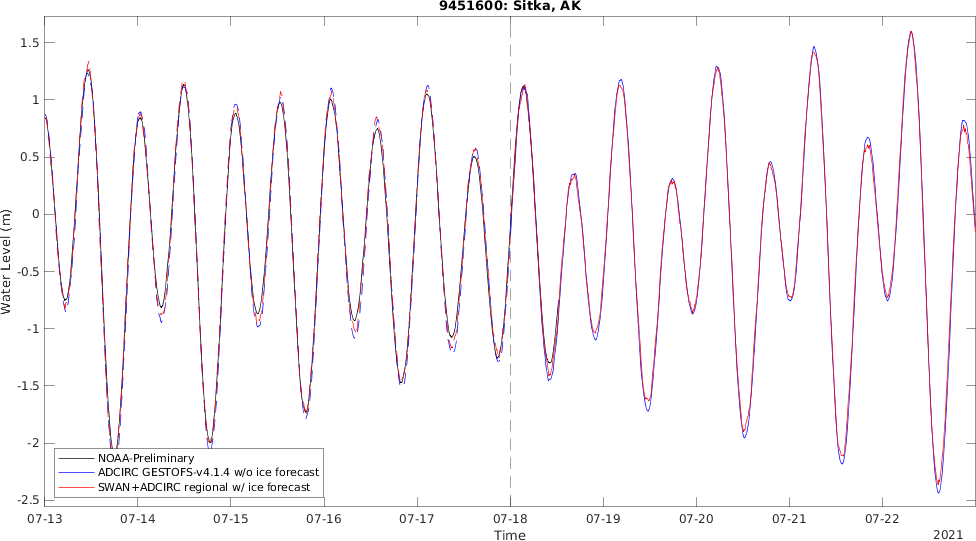 9451600: Sitka, AK
Water Level (m)
1.5
1
0.5
0
-0.5
-1
-1.5
-2
-2.5
NOAA-Preliminary
ADCIRC GESTOFS-v4.1.4 w/o ice forecast
SWAN+ADCIRC regional w/ ice forecast
07-13 07-14 07-15 07-16 07-17 07-18 07-19 07-20 07-21 07-22
Time
2021